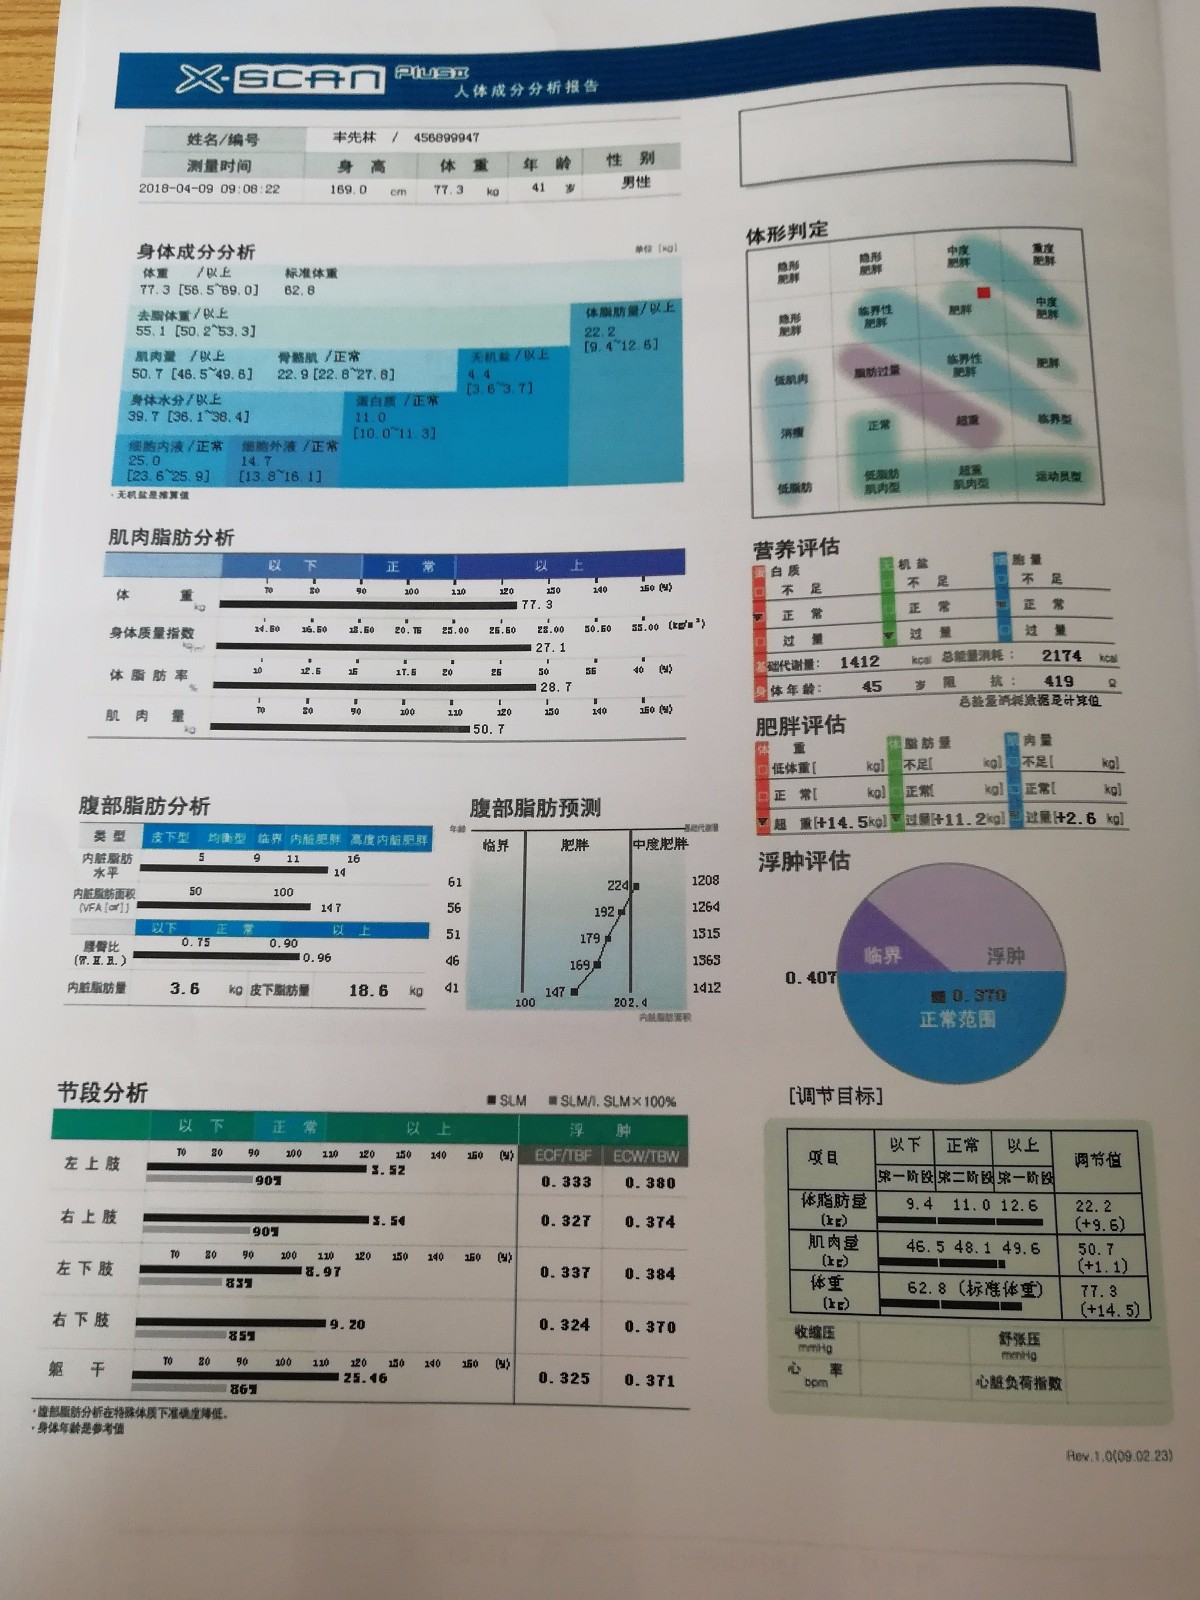 X-SCAN PlusⅡ 人体成分分析报告
姓名/编号 丰先林 / 456899947
测量时间 身高 体重 年龄 性别
2018-04-09 09:08:22 169.0 cm 77.3 kg 41 岁 男性
身体成分分析 单位 [kg]
体重 /以上 标准体重
77.3 [56.5~69.0] 62.8
去脂体重/以上
55.1 [50.2~53.3]
体脂肪量/以上
22.2
[9.4~12.6]
肌肉量 /以上 骨骼肌 /正常
50.7 [46.5~49.6] 22.9 [22.8~27.8]
无机盐/以上
4.4
[3.6~3.7]
身体水分/以上
39.7 [36.1~38.4]
蛋白质 /正常
11.0
[10.0~11.3]
细胞内液/正常 细胞外液/正常
25.0 14.7
[23.6~25.9] [13.8~16.1]
·无机盐是推算值
体形判定
隐形肥胖 隐形肥胖 中度肥胖 重度肥胖
隐形肥胖 临界性肥胖 肥胖 中度肥胖
低肌肉 脂肪过量 临界性肥胖 肥胖
消瘦 正常 超重 临界型
低脂肪 低脂肪肌肉型 超重肌肉型 运动员型
肌肉脂肪分析
以下 正常 以上
体重 kg 70 80 90 100 110 120 130 140 150 (%)
77.3
身体质量指数 14.50 16.50 18.50 20.75 23.00 25.50 28.00 30.50 33.00 (kg/m²)
27.1
体脂肪率 % 10 12.5 15 17.5 20 25 30 35 40 (%)
28.7
肌肉量 kg 70 80 90 100 110 120 130 140 150 (%)
50.7
营养评估
蛋白质 无机盐 细胞量
不足 不足 不足
正常 正常 正常
过量 过量 过量
基础代谢量: 1412 kcal 总能量消耗: 2174 kcal
身体年龄: 45 岁 阻抗: 419 Ω
总能量消耗数据是计算值
肥胖评估
体重 体脂肪量 肌肉量
低体重[ kg] 不足[ kg] 不足[ kg]
正常[ kg] 正常[ kg] 正常[ kg]
超重[+14.5kg] 过量[+11.2kg] 过量[+2.6 kg]
腹部脂肪分析
类型 皮下型 均衡型 临界 内脏肥胖 高度内脏肥胖
内脏脂肪水平 5 9 11 16
14
内脏脂肪面积 (VFA[㎠]) 50 100
147
以下 正常 以上
腰臀比 (W.H.R.) 0.75 0.90
0.96
内脏脂肪量 3.6 kg 皮下脂肪量 18.6 kg
腹部脂肪预测
年龄 临界 肥胖 中度肥胖 基础代谢量
61 224 1208
56 192 1264
51 179 1315
46 169 1363
41 147 1412
100 202.4
内脏脂肪面积
浮肿评估
临界 浮肿
0.407
0.370
正常范围
节段分析 SLM SLM/I. SLM×100%
以下 正常 以上 浮肿
70 80 90 100 110 120 130 140 150 (%) ECF/TBF ECW/TBW
左上肢 3.52 90% 0.333 0.380
右上肢 3.54 90% 0.327 0.374
70 80 90 100 110 120 130 140 150 (%)
左下肢 8.97 83% 0.337 0.384
右下肢 9.20 85% 0.324 0.370
70 80 90 100 110 120 130 140 150 (%)
躯干 25.46 86% 0.325 0.371
·腹部脂肪分析在特殊体质下准确度降低。
·身体年龄是参考值
[调节目标]
项目 以下 正常 以上 调节值
第一阶段 第二阶段 第一阶段
体脂肪量 (kg) 9.4 11.0 12.6 22.2 (+9.6)
肌肉量 (kg) 46.5 48.1 49.6 50.7 (+1.1)
体重 (kg) 62.8 (标准体重) 77.3 (+14.5)
收缩压 mmHg 舒张压 mmHg
心率 bpm 心脏负荷指数
Rev.1.0(09.02.23)